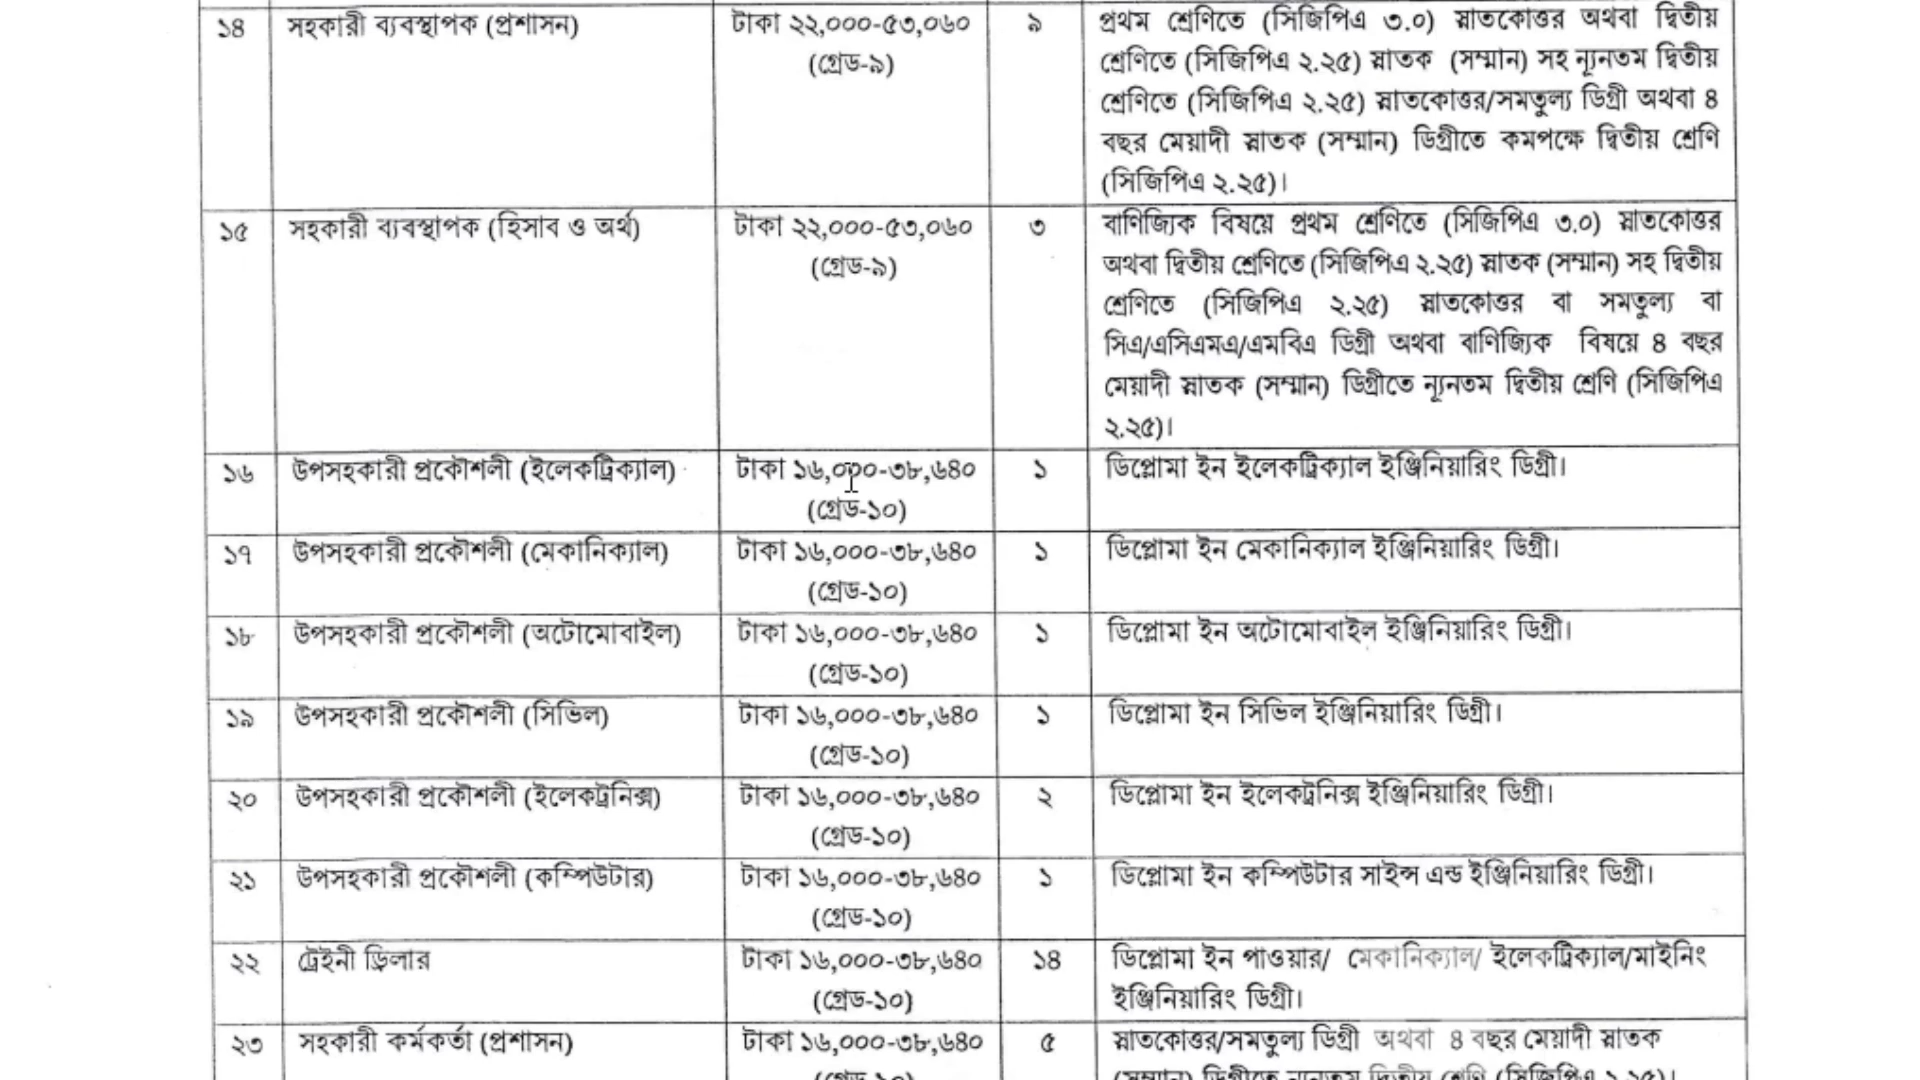 ১৪ সহকারী ব্যবস্থাপক (প্রশাসন) টাকা ২২,০০০-৫৩,০৬০ ৯ প্রথম শ্রেণিতে (সিজিপিএ ৩.০) স্নাতকোত্তর অথবা দ্বিতীয়
(গ্রেড-৯) শ্রেণিতে (সিজিপিএ ২.২৫) স্নাতক (সম্মান) সহ ন্যূনতম দ্বিতীয়
শ্রেণিতে (সিজিপিএ ২.২৫) স্নাতকোত্তর/সমতুল্য ডিগ্রী অথবা ৪
বছর মেয়াদী স্নাতক (সম্মান) ডিগ্রীতে কমপক্ষে দ্বিতীয় শ্রেণি
(সিজিপিএ ২.২৫)।
১৫ সহকারী ব্যবস্থাপক (হিসাব ও অর্থ) টাকা ২২,০০০-৫৩,০৬০ ৩ বাণিজ্যিক বিষয়ে প্রথম শ্রেণিতে (সিজিপিএ ৩.০) স্নাতকোত্তর
(গ্রেড-৯) অথবা দ্বিতীয় শ্রেণিতে (সিজিপিএ ২.২৫) স্নাতক (সম্মান) সহ দ্বিতীয়
শ্রেণিতে (সিজিপিএ ২.২৫) স্নাতকোত্তর বা সমতুল্য বা
সিএ/এসিএমএ/এমবিএ ডিগ্রী অথবা বাণিজ্যিক বিষয়ে ৪ বছর
মেয়াদী স্নাতক (সম্মান) ডিগ্রীতে ন্যূনতম দ্বিতীয় শ্রেণি (সিজিপিএ
২.২৫)।
১৬ উপসহকারী প্রকৌশলী (ইলেকট্রিক্যাল) টাকা ১৬,০০০-৩৮,৬৪০ ১ ডিপ্লোমা ইন ইলেকট্রিক্যাল ইঞ্জিনিয়ারিং ডিগ্রী।
(গ্রেড-১০)
১৭ উপসহকারী প্রকৌশলী (মেকানিক্যাল) টাকা ১৬,০০০-৩৮,৬৪০ ১ ডিপ্লোমা ইন মেকানিক্যাল ইঞ্জিনিয়ারিং ডিগ্রী।
(গ্রেড-১০)
১৮ উপসহকারী প্রকৌশলী (অটোমোবাইল) টাকা ১৬,০০০-৩৮,৬৪০ ১ ডিপ্লোমা ইন অটোমোবাইল ইঞ্জিনিয়ারিং ডিগ্রী।
(গ্রেড-১০)
১৯ উপসহকারী প্রকৌশলী (সিভিল) টাকা ১৬,০০০-৩৮,৬৪০ ১ ডিপ্লোমা ইন সিভিল ইঞ্জিনিয়ারিং ডিগ্রী।
(গ্রেড-১০)
২০ উপসহকারী প্রকৌশলী (ইলেকট্রনিক্স) টাকা ১৬,০০০-৩৮,৬৪০ ২ ডিপ্লোমা ইন ইলেকট্রনিক্স ইঞ্জিনিয়ারিং ডিগ্রী।
(গ্রেড-১০)
২১ উপসহকারী প্রকৌশলী (কম্পিউটার) টাকা ১৬,০০০-৩৮,৬৪০ ১ ডিপ্লোমা ইন কম্পিউটার সাইন্স এন্ড ইঞ্জিনিয়ারিং ডিগ্রী।
(গ্রেড-১০)
২২ ট্রেইনী ড্রিলার টাকা ১৬,০০০-৩৮,৬৪০ ১৪ ডিপ্লোমা ইন পাওয়ার/ মেকানিক্যাল/ ইলেকট্রিক্যাল/মাইনিং
(গ্রেড-১০) ইঞ্জিনিয়ারিং ডিগ্রী।
২৩ সহকারী কর্মকর্তা (প্রশাসন) টাকা ১৬,০০০-৩৮,৬৪০ ৫ স্নাতকোত্তর/সমতুল্য ডিগ্রী অথবা ৪ বছর মেয়াদী স্নাতক
(গ্রেড-১০) (সম্মান) ডিগ্রীতে ন্যূনতম দ্বিতীয় শ্রেণি (সিজিপিএ ২.২৫)।